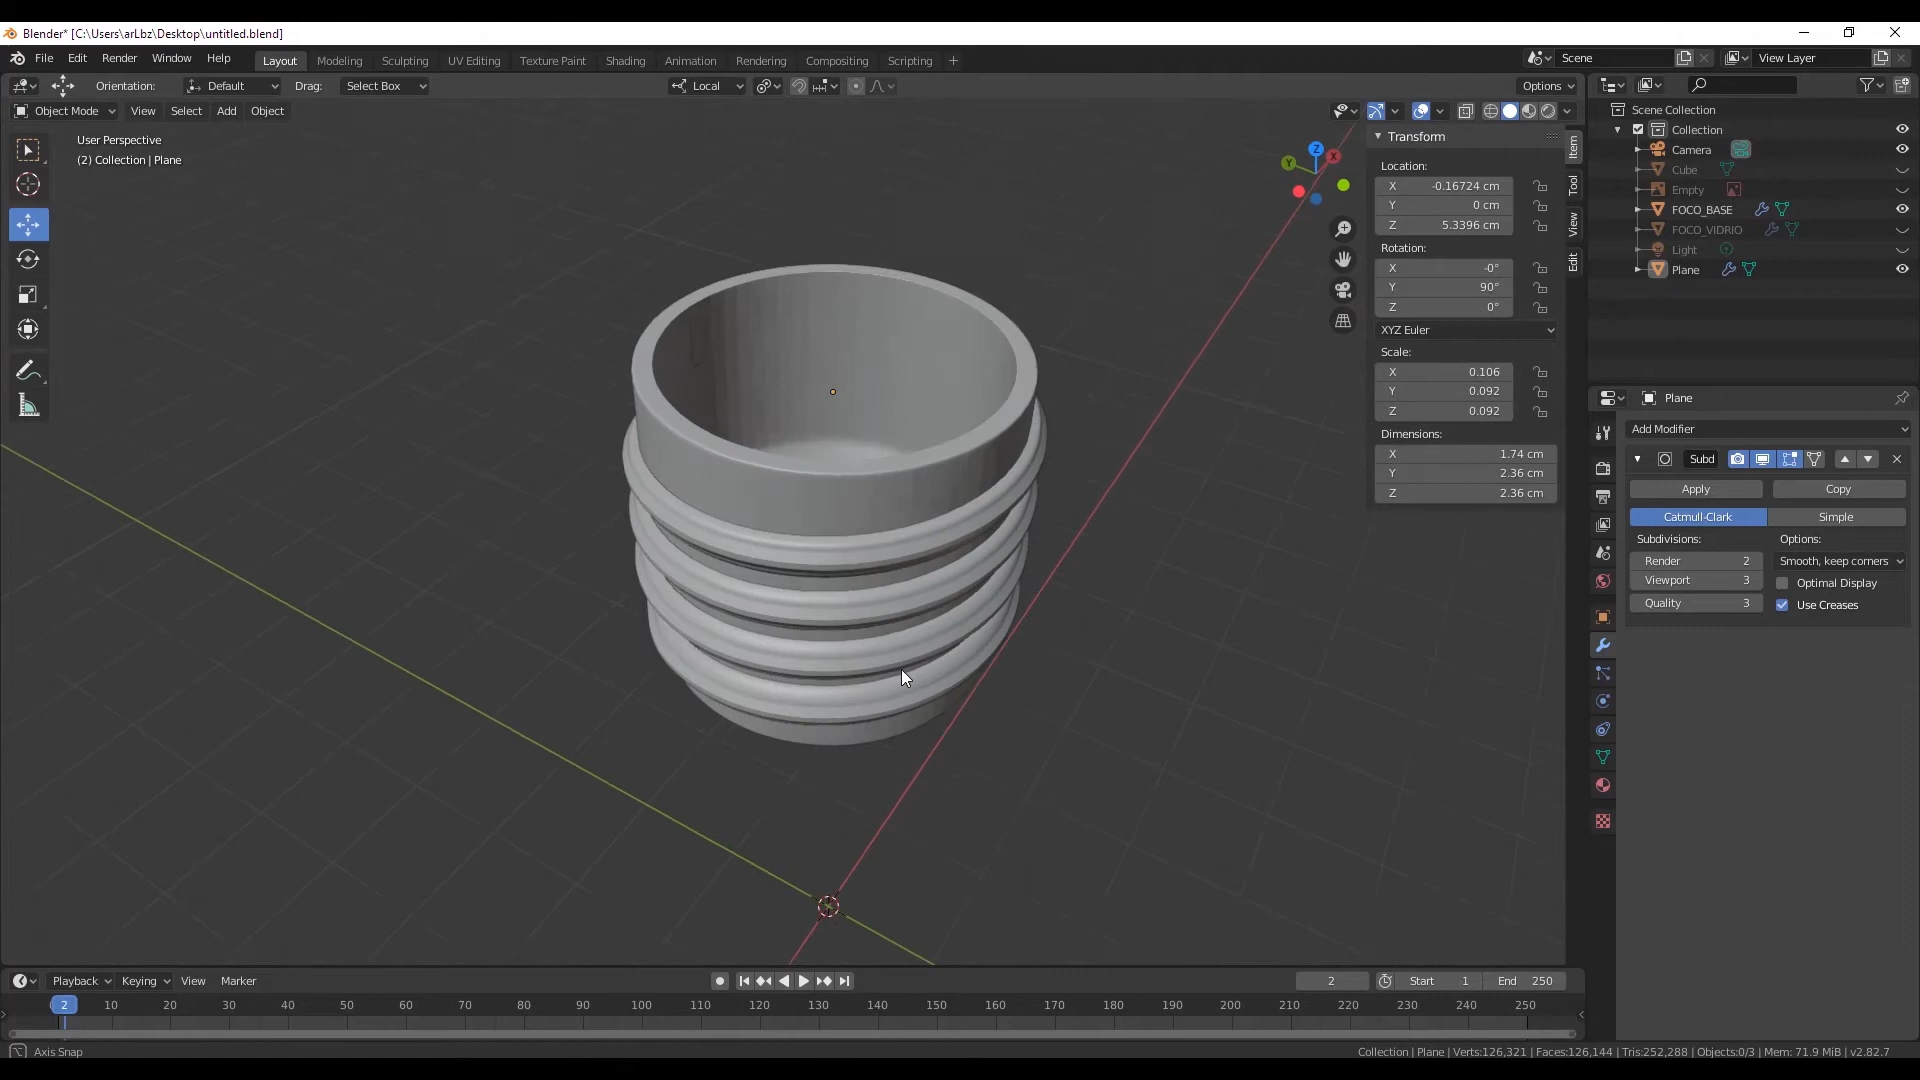 Blender* [C:\Users\arLbz\Desktop\untitled.blend]
File Edit Render Window Help Layout Modeling Sculpting UV Editing Texture Paint Shading Animation Rendering Compositing Scripting + Scene View Layer
Orientation: Default Drag: Select Box Local Options
Object Mode View Select Add Object
User Perspective
(2) Collection | Plane
Transform
Location:
X -0.16724 cm
Y 0 cm
Z 5.3396 cm
Rotation:
X -0°
Y 90°
Z 0°
XYZ Euler
Scale:
X 0.106
Y 0.092
Z 0.092
Dimensions:
X 1.74 cm
Y 2.36 cm
Z 2.36 cm
Item
Tool
View
Edit
Z
X
Y
Scene Collection
Collection
Camera
Cube
Empty
FOCO_BASE
FOCO_VIDRIO
Light
Plane
Plane
Add Modifier
Subd
Apply Copy
Catmull-Clark Simple
Subdivisions: Options:
Render 2 Smooth, keep corners
Viewport 3 Optimal Display
Quality 3 Use Creases
Playback Keying View Marker 2 Start 1 End 250
2 10 20 30 40 50 60 70 80 90 100 110 120 130 140 150 160 170 180 190 200 210 220 230 240 250
Axis Snap
Collection | Plane | Verts:126,321 | Faces:126,144 | Tris:252,288 | Objects:0/3 | Mem: 71.9 MiB | v2.82.7